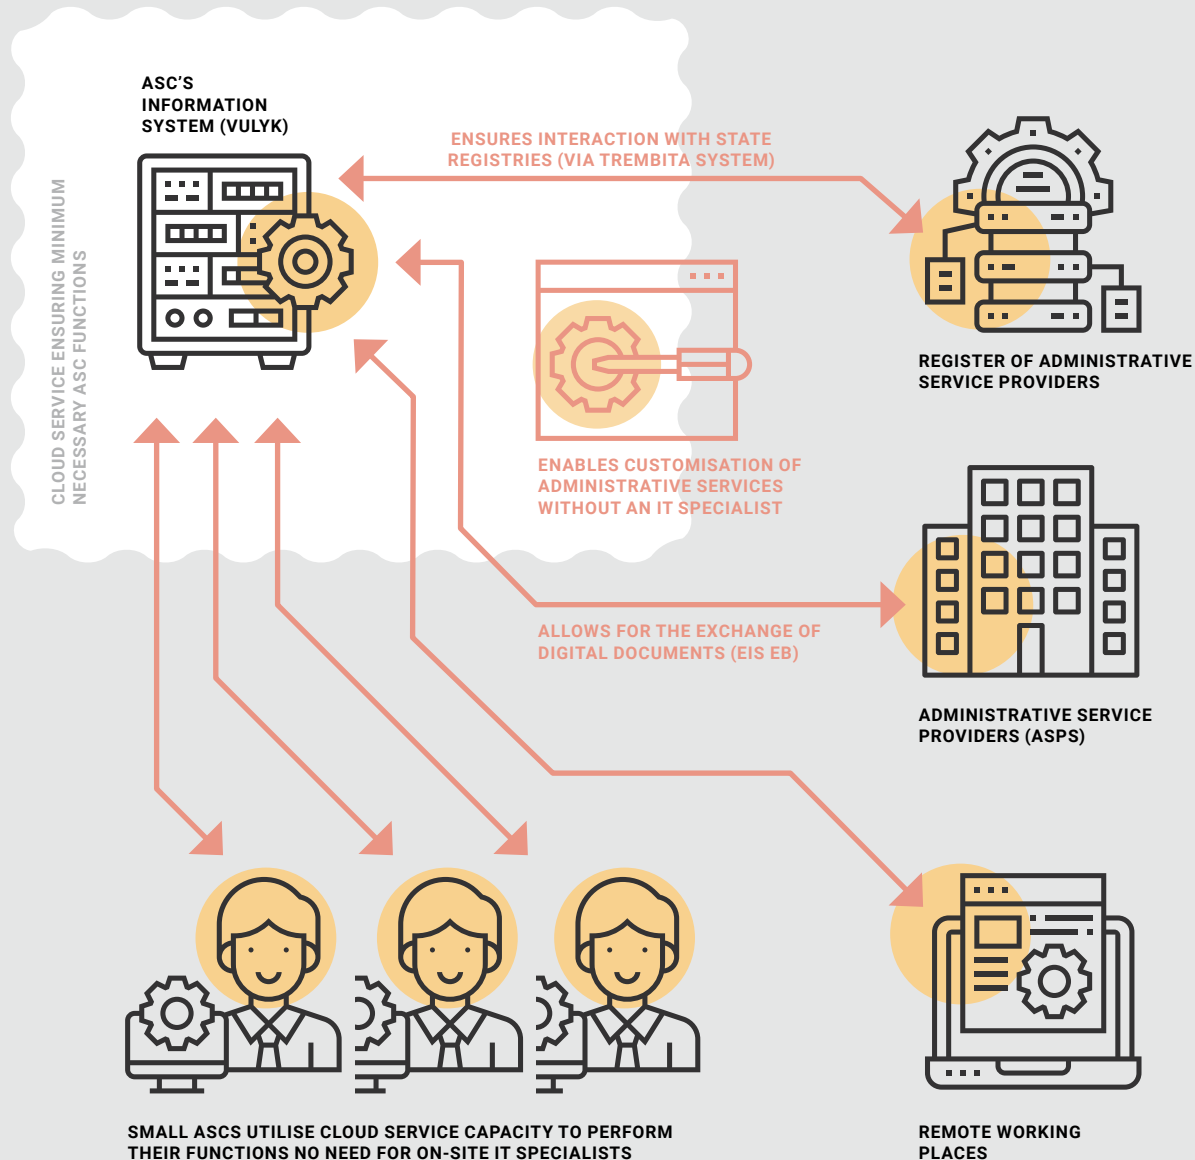 ASC'S
INFORMATION
SYSTEM (VULYK)
CLOUD SERVICE ENSURING MINIMUM
NECESSARY ASC FUNCTIONS
ENSURES INTERACTION WITH STATE
REGISTRIES (VIA TREMBITA SYSTEM)
REGISTER OF ADMINISTRATIVE
SERVICE PROVIDERS
ENABLES CUSTOMISATION OF
ADMINISTRATIVE SERVICES
WITHOUT AN IT SPECIALIST
ALLOWS FOR THE EXCHANGE OF
DIGITAL DOCUMENTS (EIS EB)
ADMINISTRATIVE SERVICE
PROVIDERS (ASPS)
SMALL ASCS UTILISE CLOUD SERVICE CAPACITY TO PERFORM
THEIR FUNCTIONS NO NEED FOR ON-SITE IT SPECIALISTS
REMOTE WORKING
PLACES